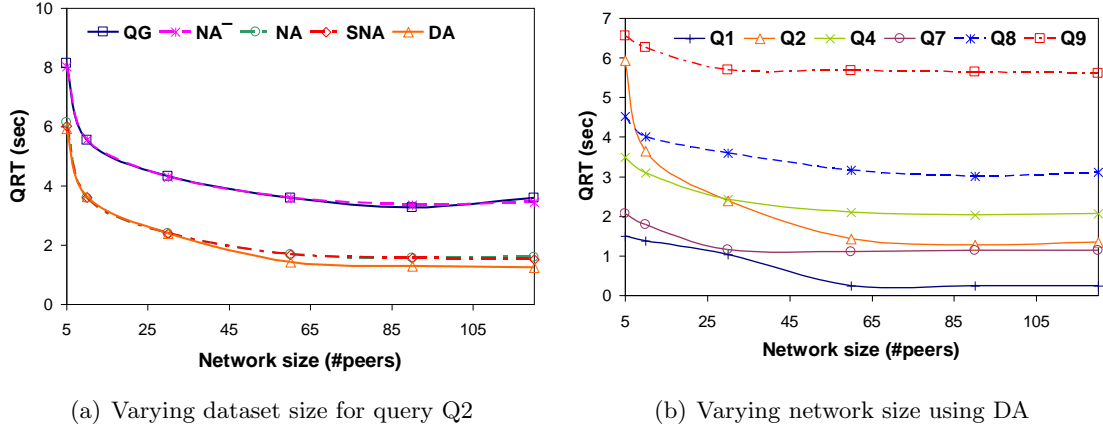 QG NA⁻ NA SNA DA
QRT (sec)
10
8
6
4
2
0
5 25 45 65 85 105
Network size (#peers)
(a) Varying dataset size for query Q2
Q1 Q2 Q4 Q7 Q8 Q9
QRT (sec)
7
6
5
4
3
2
1
0
5 25 45 65 85 105
Network size (#peers)
(b) Varying network size using DA